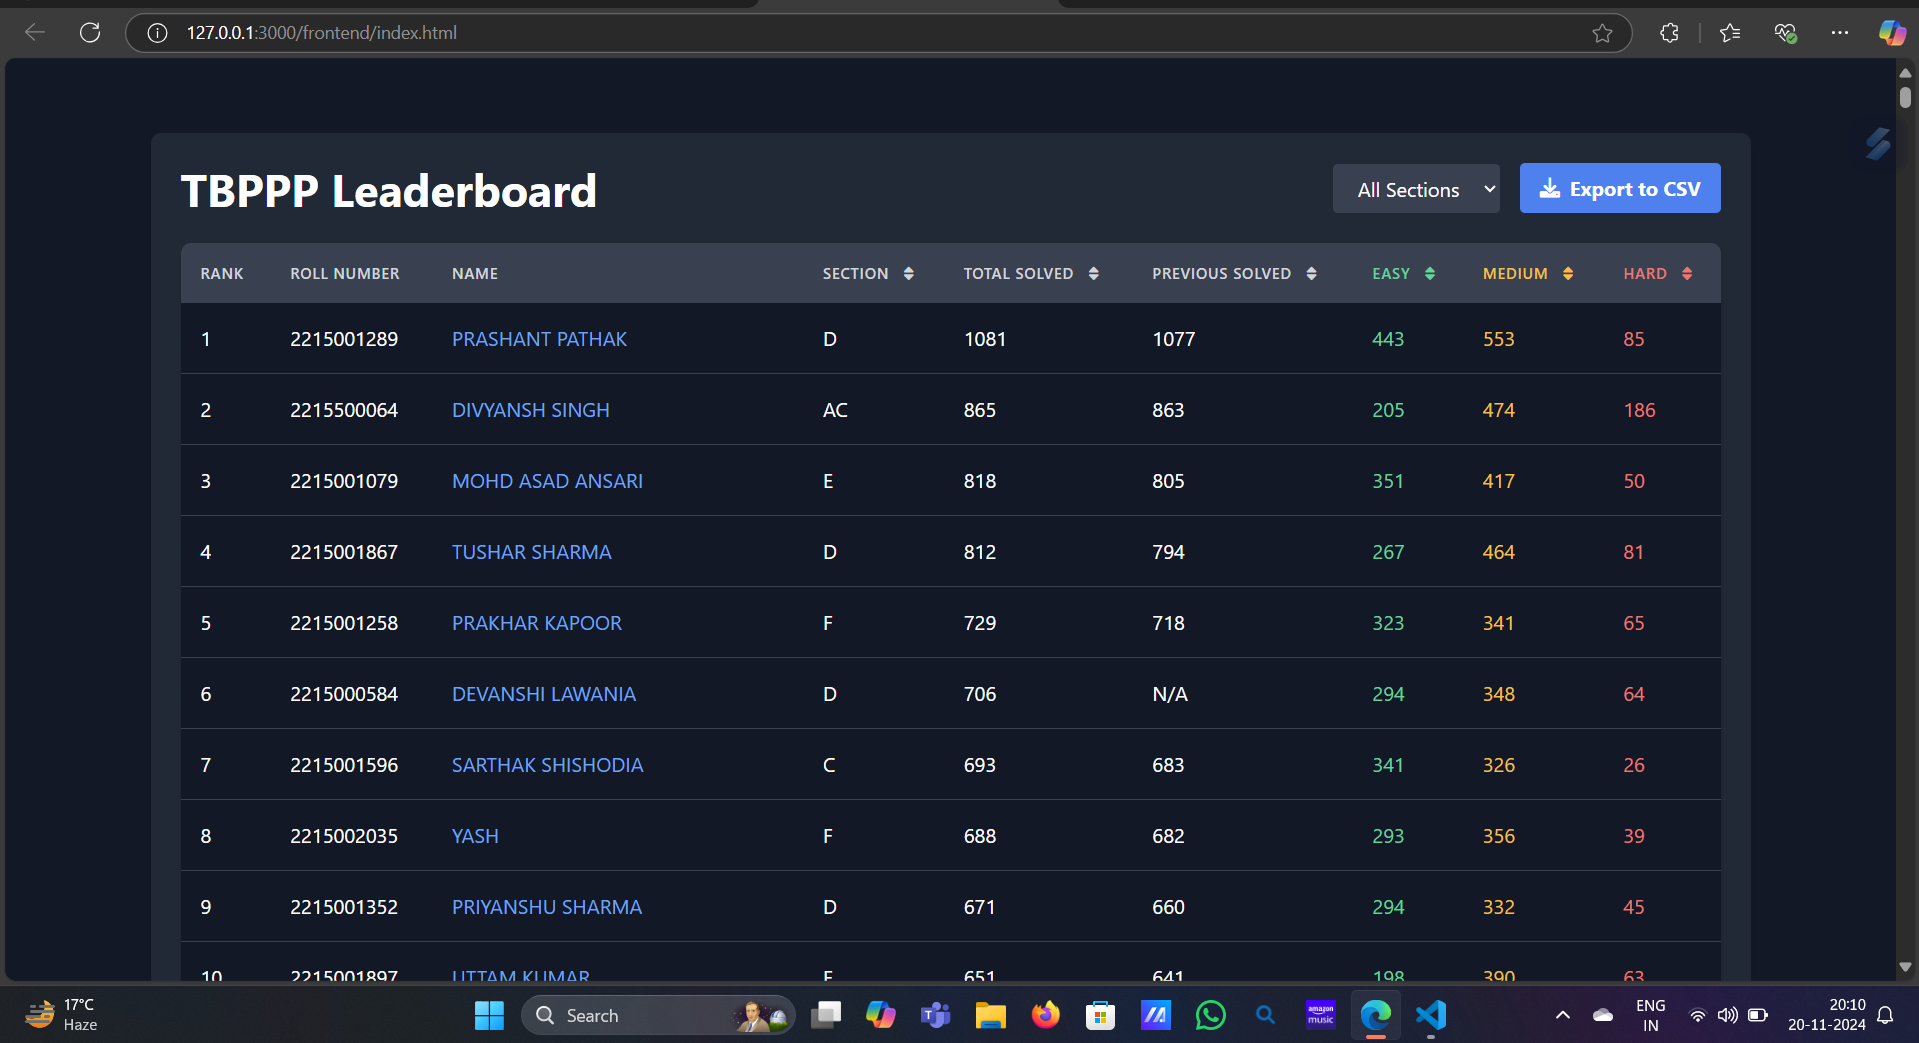 127.0.0.1:3000/frontend/index.html
TBPPP Leaderboard
All Sections
Export to CSV
RANK ROLL NUMBER NAME SECTION TOTAL SOLVED PREVIOUS SOLVED EASY MEDIUM HARD
1 2215001289 PRASHANT PATHAK D 1081 1077 443 553 85
2 2215500064 DIVYANSH SINGH AC 865 863 205 474 186
3 2215001079 MOHD ASAD ANSARI E 818 805 351 417 50
4 2215001867 TUSHAR SHARMA D 812 794 267 464 81
5 2215001258 PRAKHAR KAPOOR F 729 718 323 341 65
6 2215000584 DEVANSHI LAWANIA D 706 N/A 294 348 64
7 2215001596 SARTHAK SHISHODIA C 693 683 341 326 26
8 2215002035 YASH F 688 682 293 356 39
9 2215001352 PRIYANSHU SHARMA D 671 660 294 332 45
10 2215001897 UTTAM KUMAR 651 641 198 390 63
17°C
Haze
Search
amazon
music
ENG
IN
20:10
20-11-2024